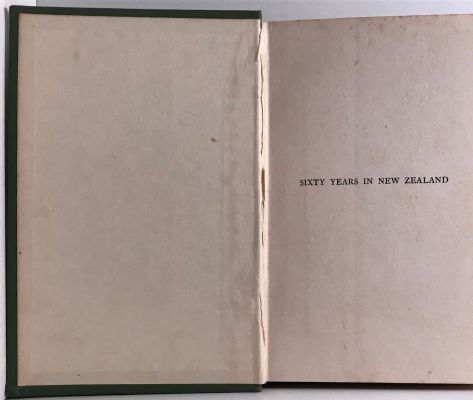 SIXTY YEARS IN NEW ZEALAND